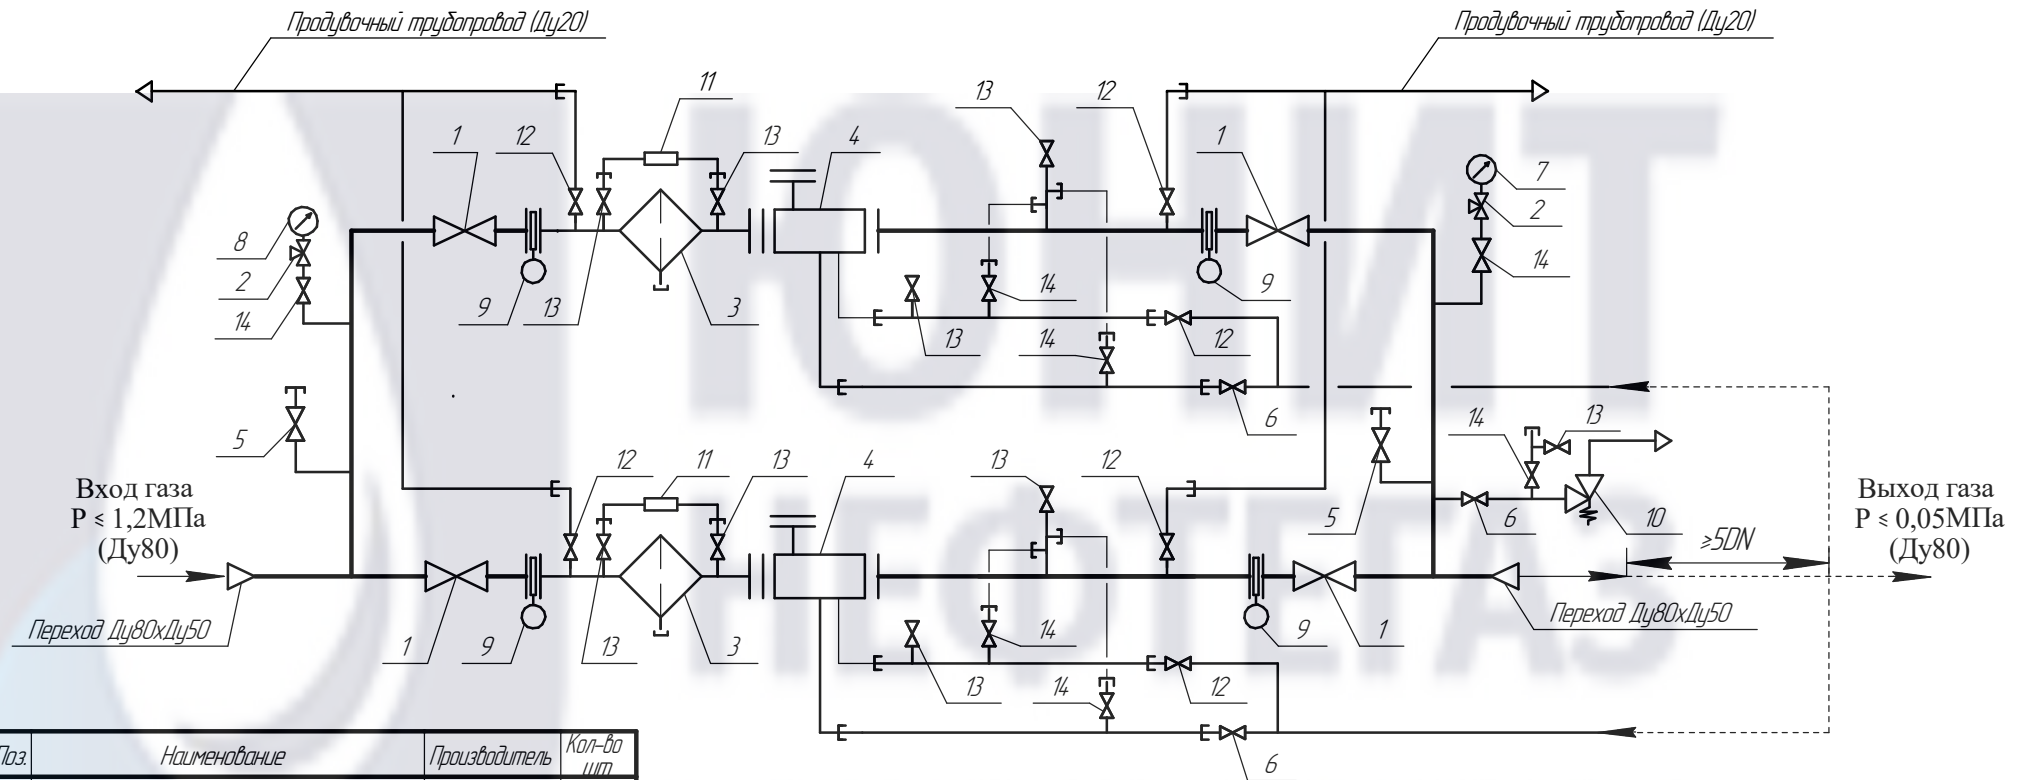 Продувочный трубопровод (Ду20)
Продувочный трубопровод (Ду20)
11
13
12
1
12
13
4
1
7
2
8
2
14
14
9
13
3
14
9
13
14
12
5
6
14
13
12
11
13
4
13
12
5
6
10
Вход газа
Р ≤ 1,2МПа
(Ду80)
Выход газа
Р ≤ 0,05МПа
(Ду80)
≥5DN
Переход Ду80хДу50
1
9
13
3
14
9
1
Переход Ду80хДу50
13
14
12
6
ЮНИТ
НЕФТЕГАЗ
Поз.
Наименование
Производитель
Кол-во
шт